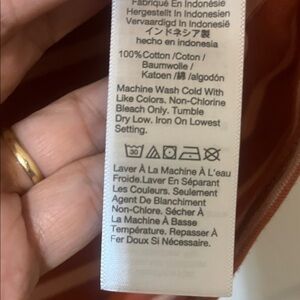 Fabriqué En Indonésie
Hergestellt In Indonesien
Vervaardigd In Indonesië
インドネシア製
hecho en indonesia
100%Cotton /Coton/
Baumwolle /
Katoen /綿 /algodón
Machine Wash Cold With
Like Colors. Non-Chlorine
Bleach Only. Tumble
Dry Low. Iron On Lowest
Setting.
30
Laver À La Machine À L'eau
Froide.Laver En Séparant
Les Couleurs. Seulement
Agent De Blanchiment
Non-Chlore. Sécher À
La Machine À Basse
Température. Repasser À
Fer Doux Si Nécessaire.